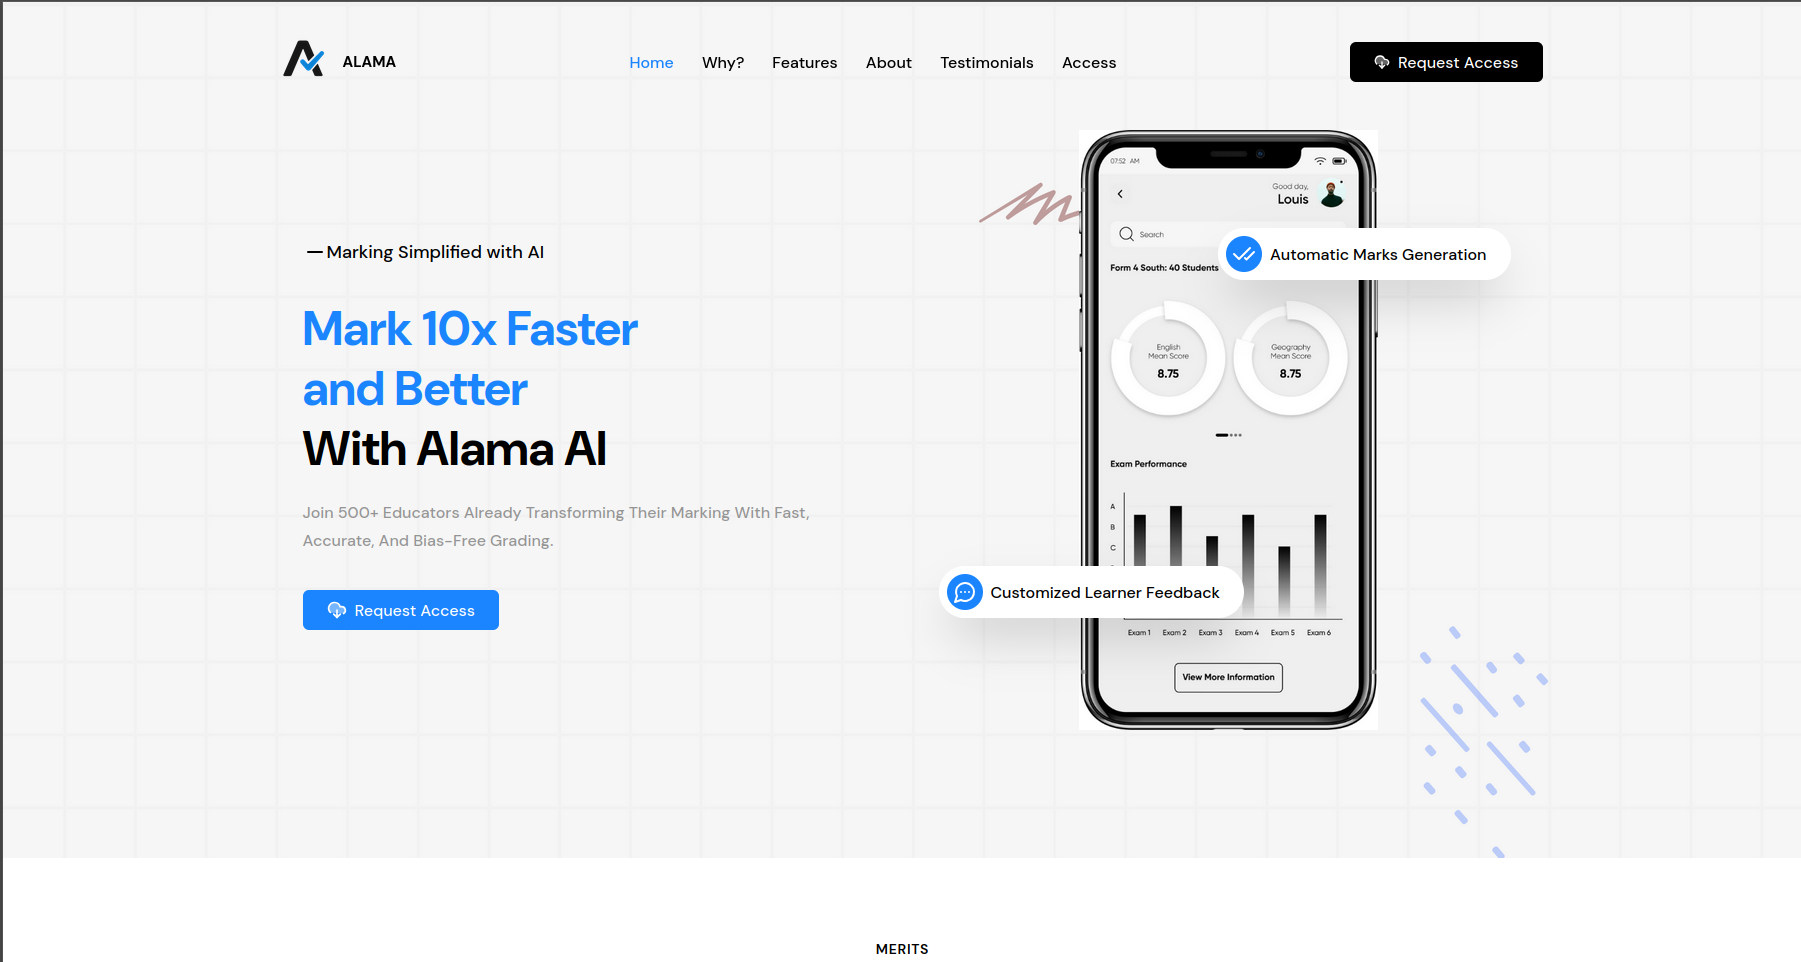 ALAMA
Home Why? Features About Testimonials Access
Request Access
— Marking Simplified with AI
Mark 10x Faster
and Better
With Alama AI
Join 500+ Educators Already Transforming Their Marking With Fast,
Accurate, And Bias-Free Grading.
Request Access
07:52 AM
Good day,
Louis
Search
Automatic Marks Generation
Form 4 South: 40 Students
English
Mean Score
8.75
Geography
Mean Score
8.75
Exam Performance
A
B
C
Customized Learner Feedback
Exam 1 Exam 2 Exam 3 Exam 4 Exam 5 Exam 6
View More Information
MERITS